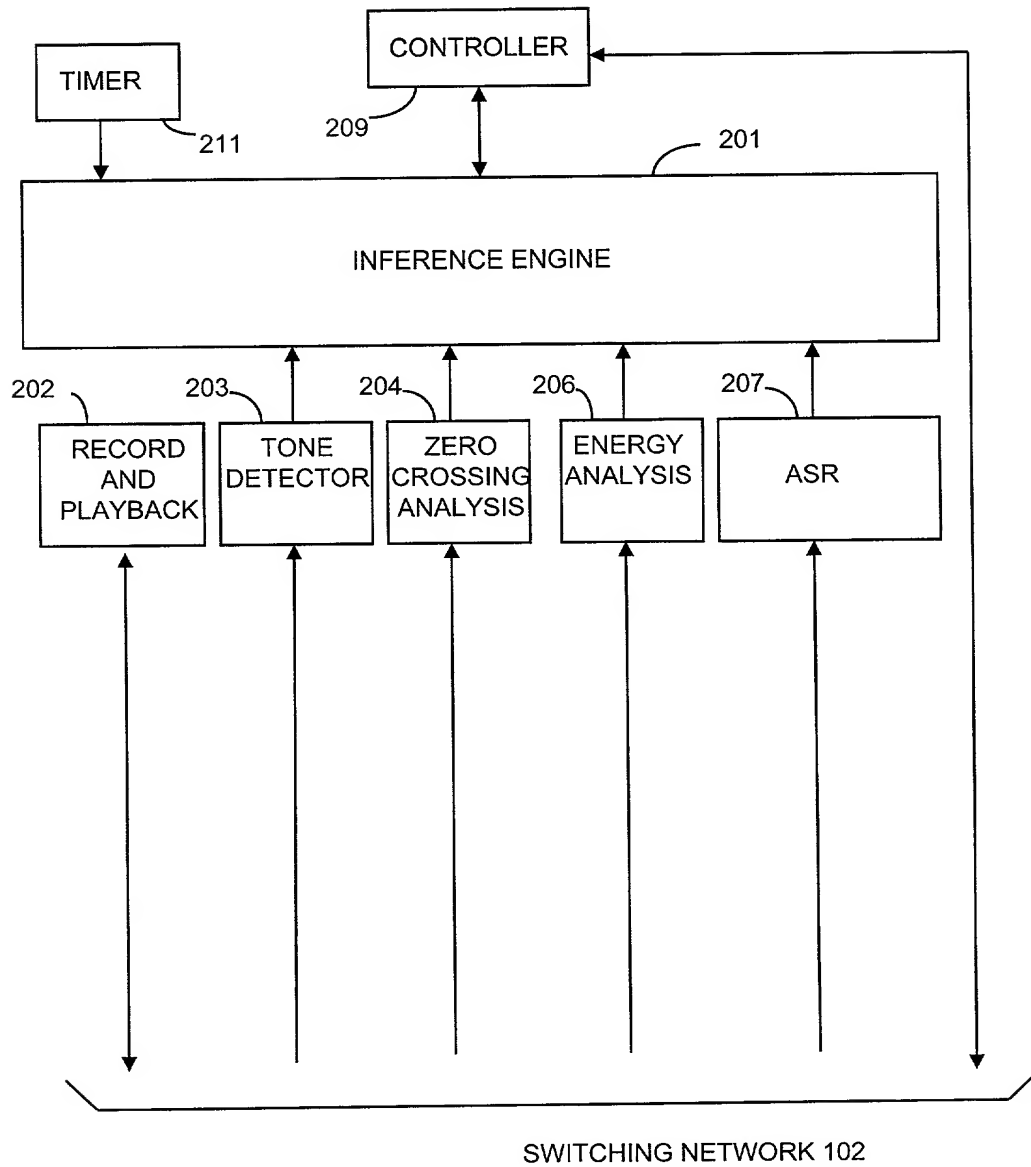 CONTROLLER
TIMER
209
211
201
INFERENCE ENGINE
202
203
204
206
207
RECORD
AND
PLAYBACK
TONE
DETECTOR
ZERO
CROSSING
ANALYSIS
ENERGY
ANALYSIS
ASR
SWITCHING NETWORK 102